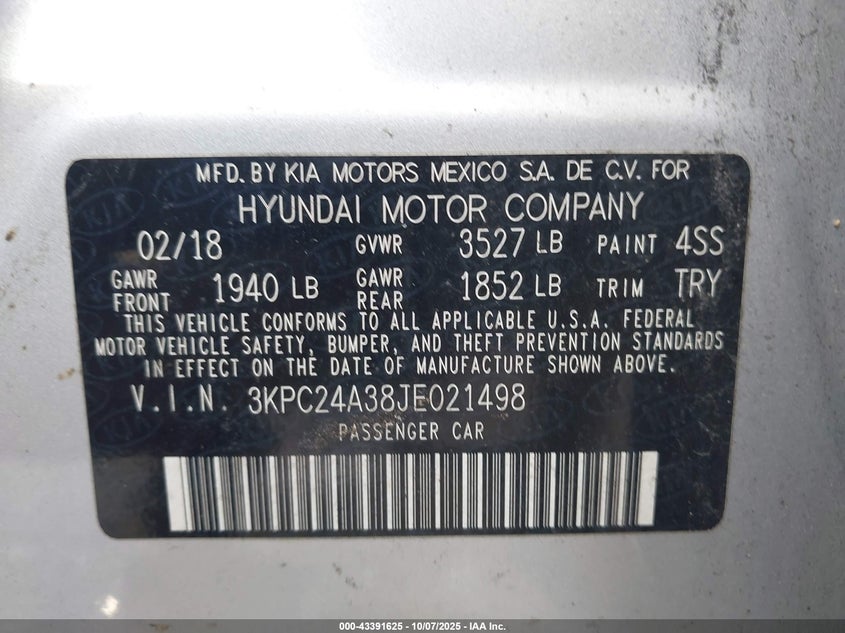 MFD. BY KIA MOTORS MEXICO S.A. DE C.V. FOR
HYUNDAI MOTOR COMPANY
02/18 GVWR 3527 LB PAINT 4SS
GAWR FRONT 1940 LB GAWR REAR 1852 LB TRIM TRY
THIS VEHICLE CONFORMS TO ALL APPLICABLE U.S.A. FEDERAL
MOTOR VEHICLE SAFETY, BUMPER, AND THEFT PREVENTION STANDARDS
IN EFFECT ON THE DATE OF MANUFACTURE SHOWN ABOVE.
V.I.N. 3KPC24A38JE021498
PASSENGER CAR
000-43391625 - 10/07/2025 - IAA Inc.